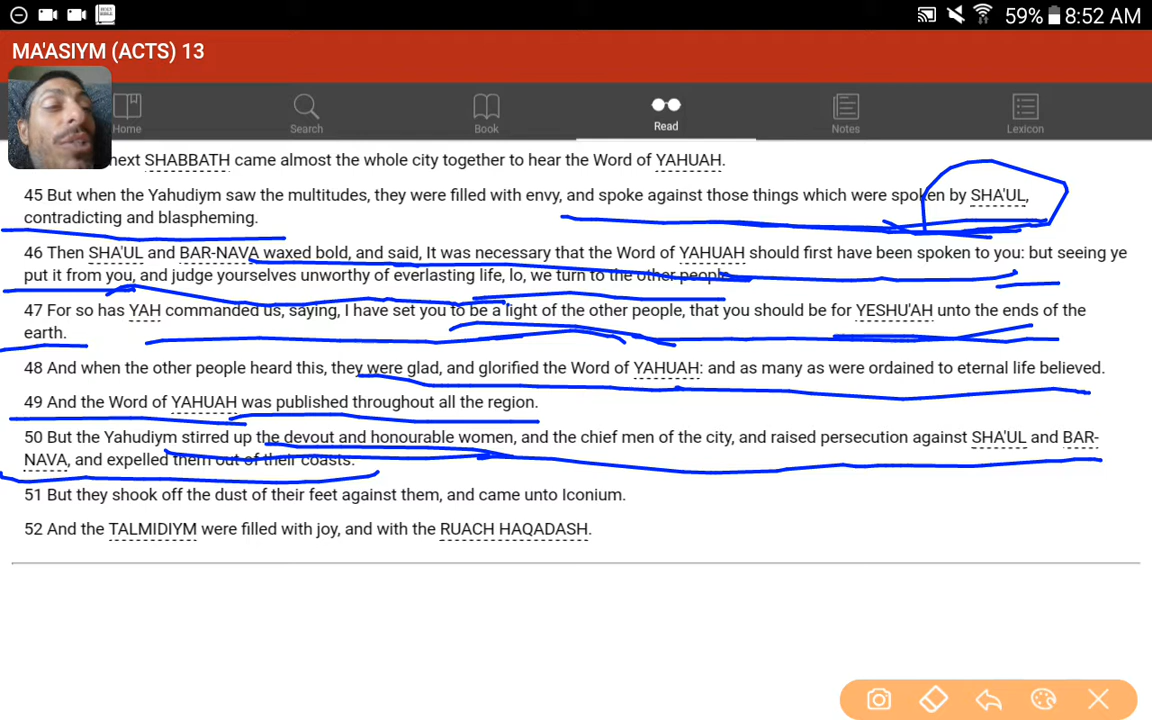 59% 8:52 AM
MA'ASIYM (ACTS) 13
HOLY BIBLE
Home
Search
Book
Read
Notes
Lexicon
next SHABBATH came almost the whole city together to hear the Word of YAHUAH.
45 But when the Yahudiym saw the multitudes, they were filled with envy, and spoke against those things which were spoken by SHA'UL,
contradicting and blaspheming.
46 Then SHA'UL and BAR-NAVA waxed bold, and said, It was necessary that the Word of YAHUAH should first have been spoken to you: but seeing ye
put it from you, and judge yourselves unworthy of everlasting life, lo, we turn to the other people.
47 For so has YAH commanded us, saying, I have set you to be a light of the other people, that you should be for YESHU'AH unto the ends of the
earth.
48 And when the other people heard this, they were glad, and glorified the Word of YAHUAH: and as many as were ordained to eternal life believed.
49 And the Word of YAHUAH was published throughout all the region.
50 But the Yahudiym stirred up the devout and honourable women, and the chief men of the city, and raised persecution against SHA'UL and BAR-
NAVA, and expelled them out of their coasts.
51 But they shook off the dust of their feet against them, and came unto Iconium.
52 And the TALMIDIYM were filled with joy, and with the RUACH HAQADASH.